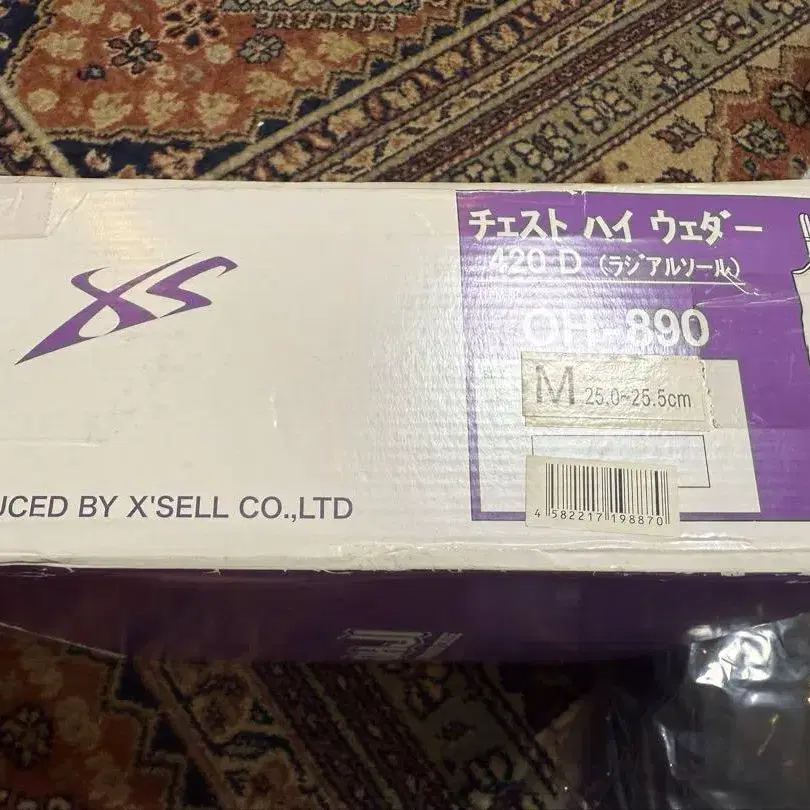 XS
UCED BY X'SELL CO.,LTD
チェスト ハイ ウェダー
420 D (ラジアルソール)
OH-890
M 25.0~25.5cm
4 582217 198870